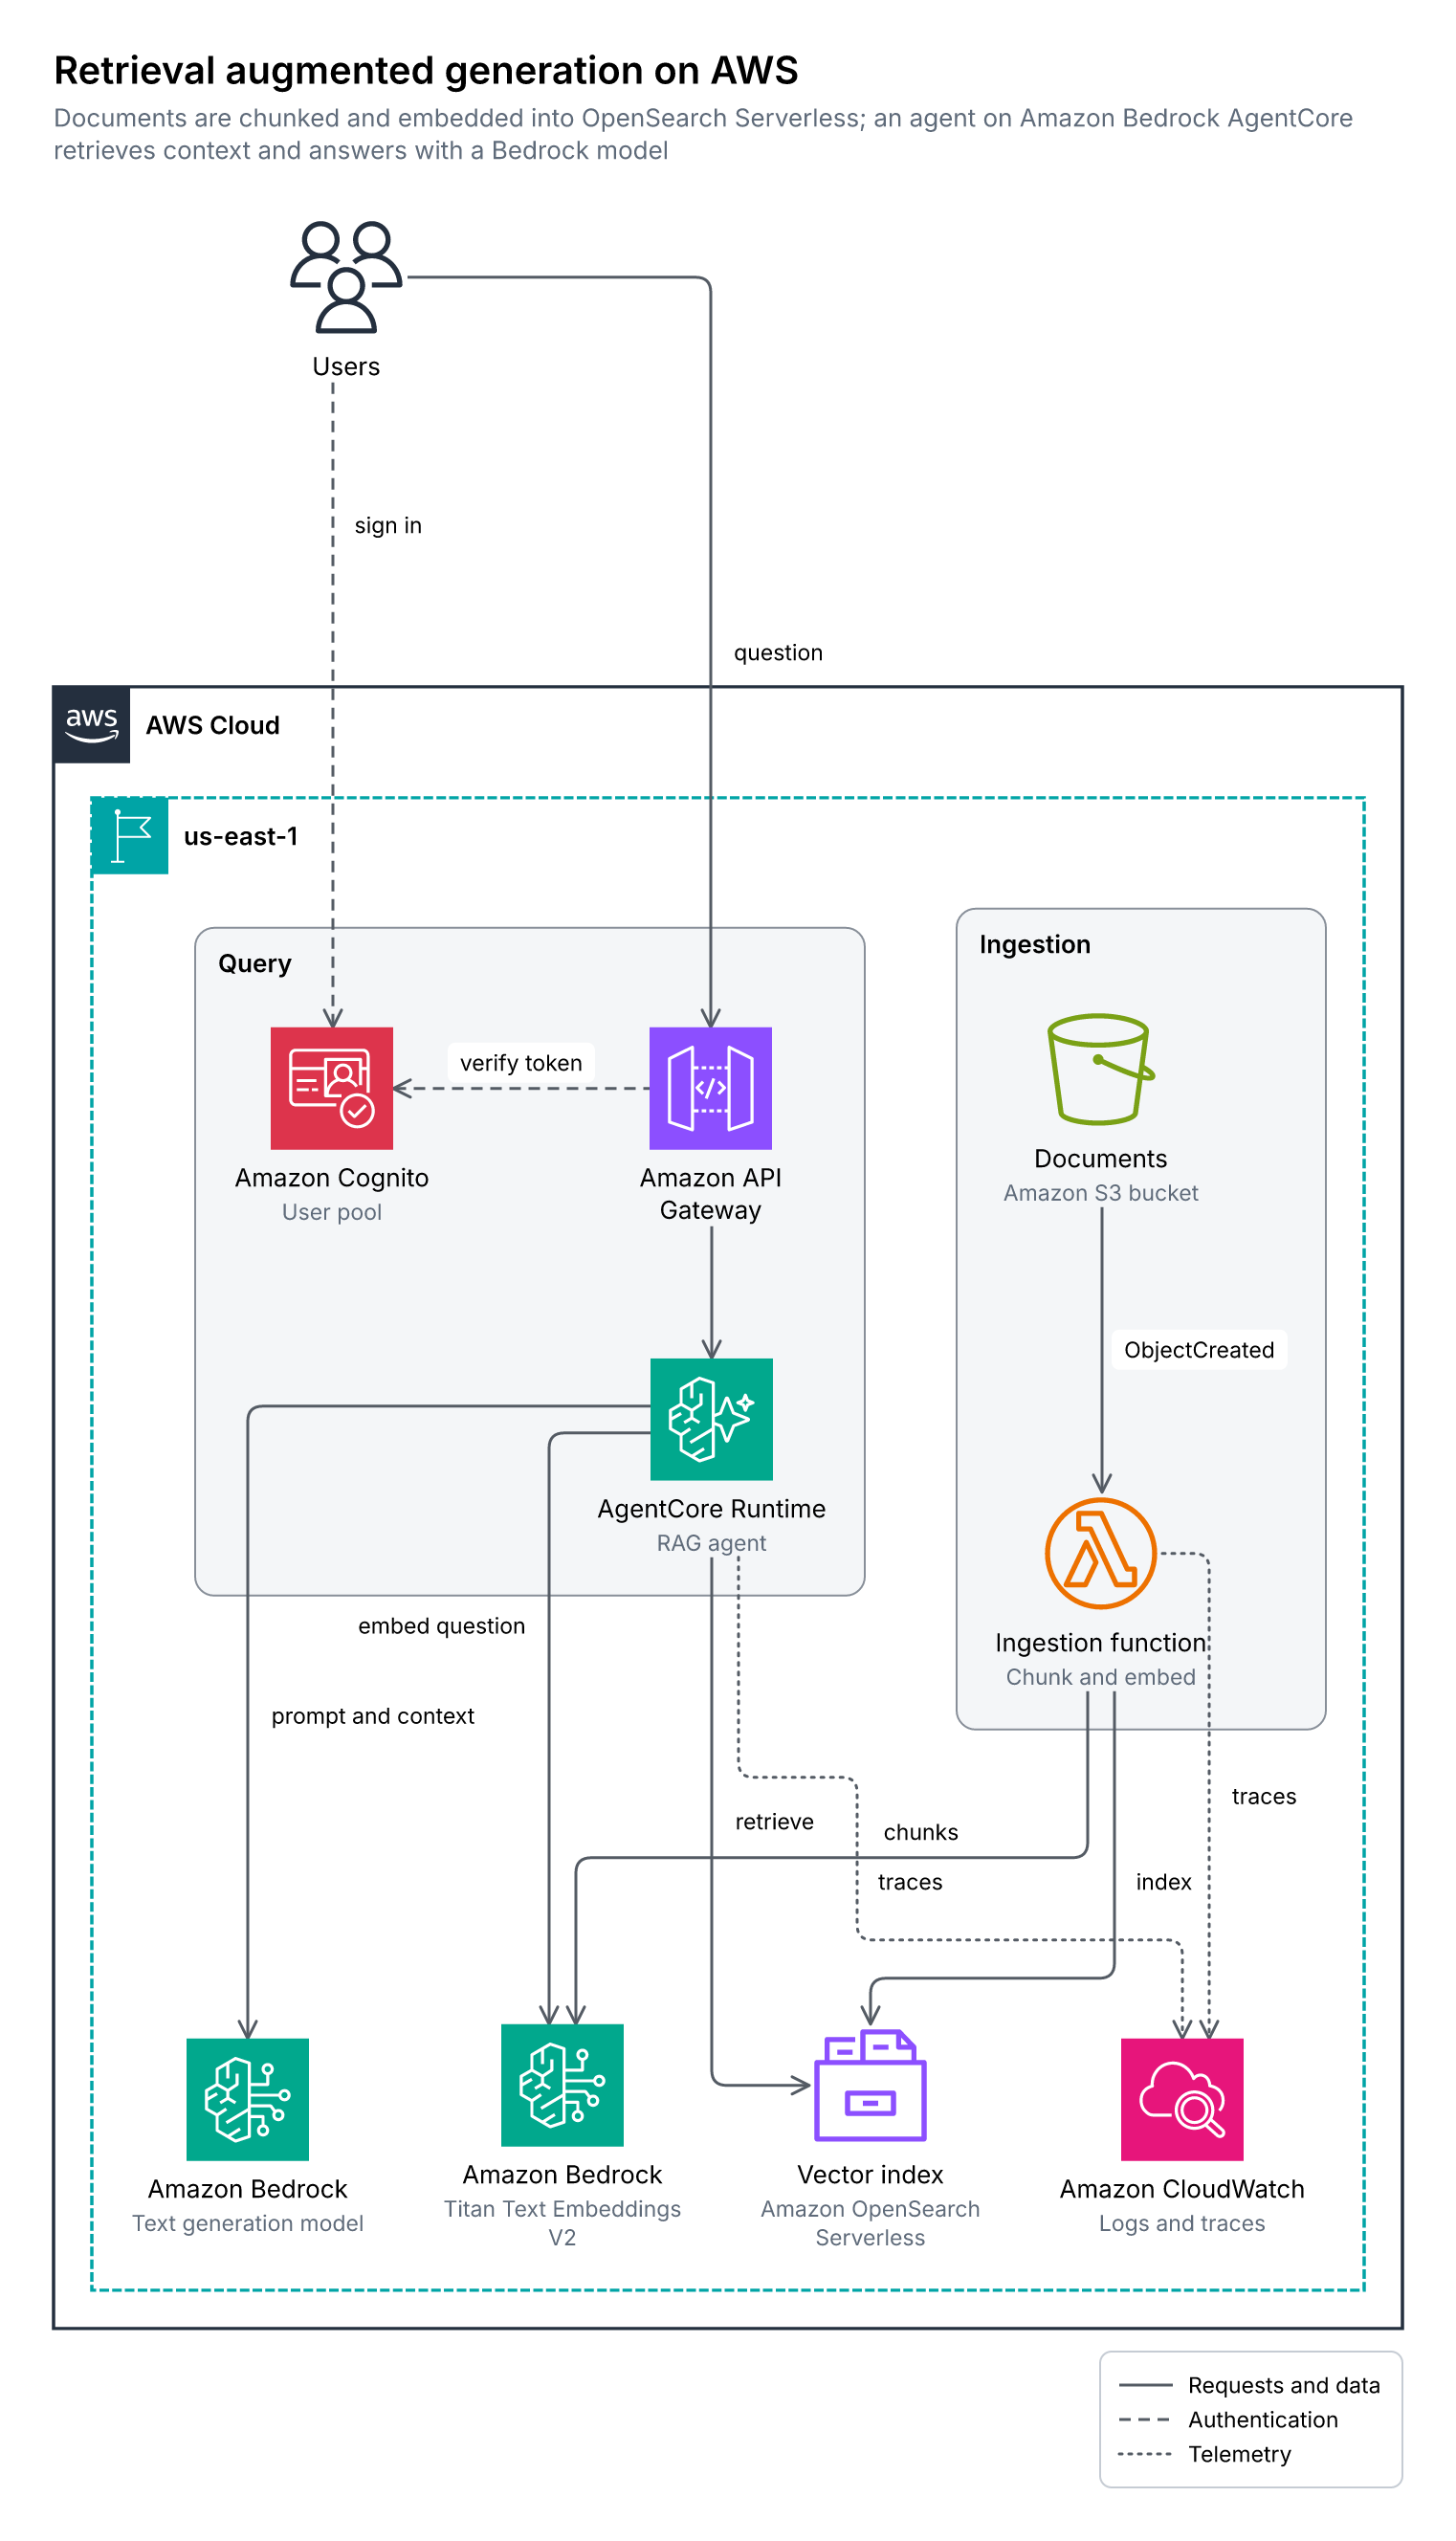 Retrieval augmented generation on AWS
Documents are chunked and embedded into OpenSearch Serverless; an agent on Amazon Bedrock AgentCore
retrieves context and answers with a Bedrock model
Users
sign in
question
aws
AWS Cloud
us-east-1
Query
Ingestion
verify token
Amazon Cognito
User pool
Amazon API
Gateway
Documents
Amazon S3 bucket
ObjectCreated
AgentCore Runtime
RAG agent
Ingestion function
Chunk and embed
embed question
prompt and context
retrieve
chunks
traces
traces
index
Amazon Bedrock
Text generation model
Amazon Bedrock
Titan Text Embeddings
V2
Vector index
Amazon OpenSearch
Serverless
Amazon CloudWatch
Logs and traces
Requests and data
Authentication
Telemetry